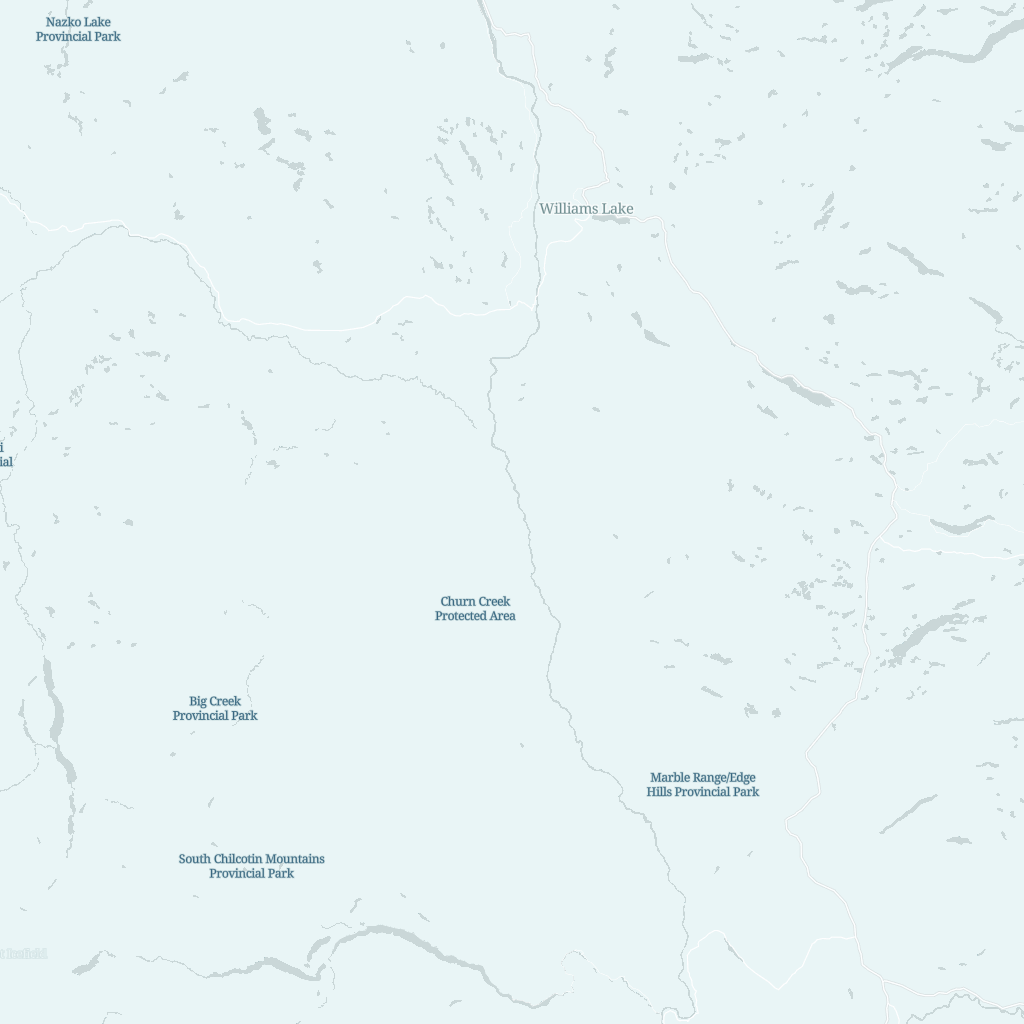 Nazko Lake
Provincial Park
Williams Lake
Churn Creek
Protected Area
Big Creek
Provincial Park
Marble Range/Edge
Hills Provincial Park
South Chilcotin Mountains
Provincial Park